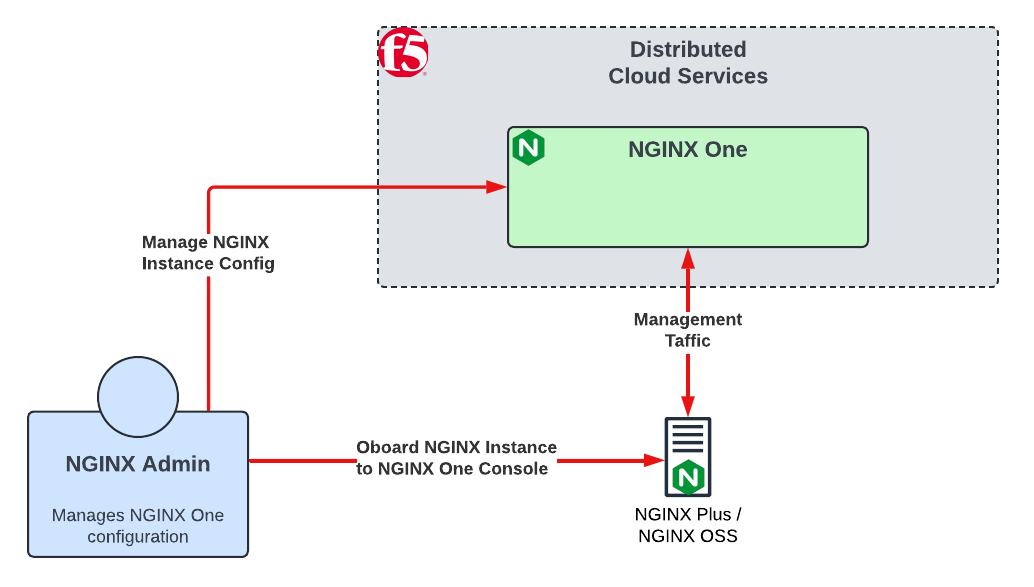 f5
Distributed
Cloud Services
N
NGINX One
Manage NGINX
Instance Config
Management
Taffic
NGINX Admin
Manages NGINX One
configuration
Oboard NGINX Instance
to NGINX One Console
N
NGINX Plus /
NGINX OSS